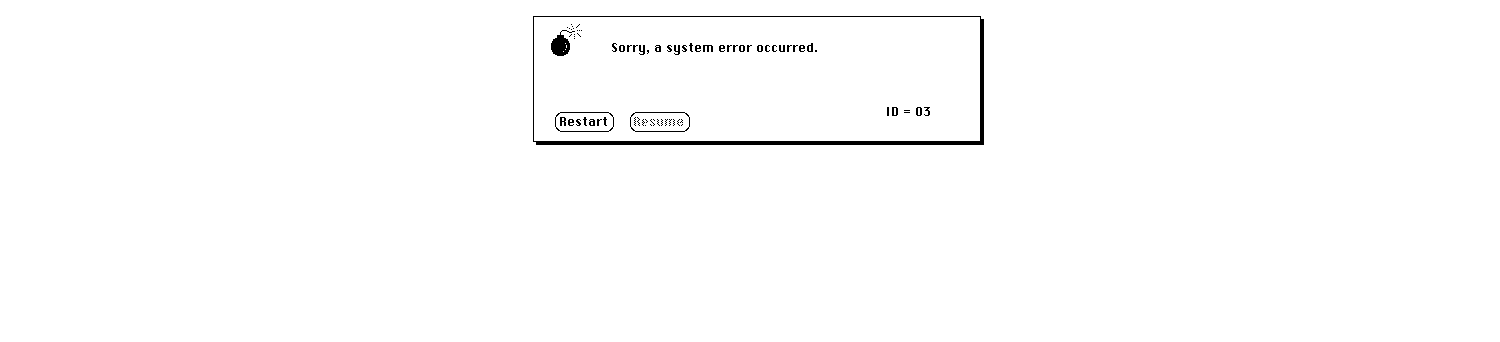 Sorry, a system error occurred.
ID = 03
Restart Resume